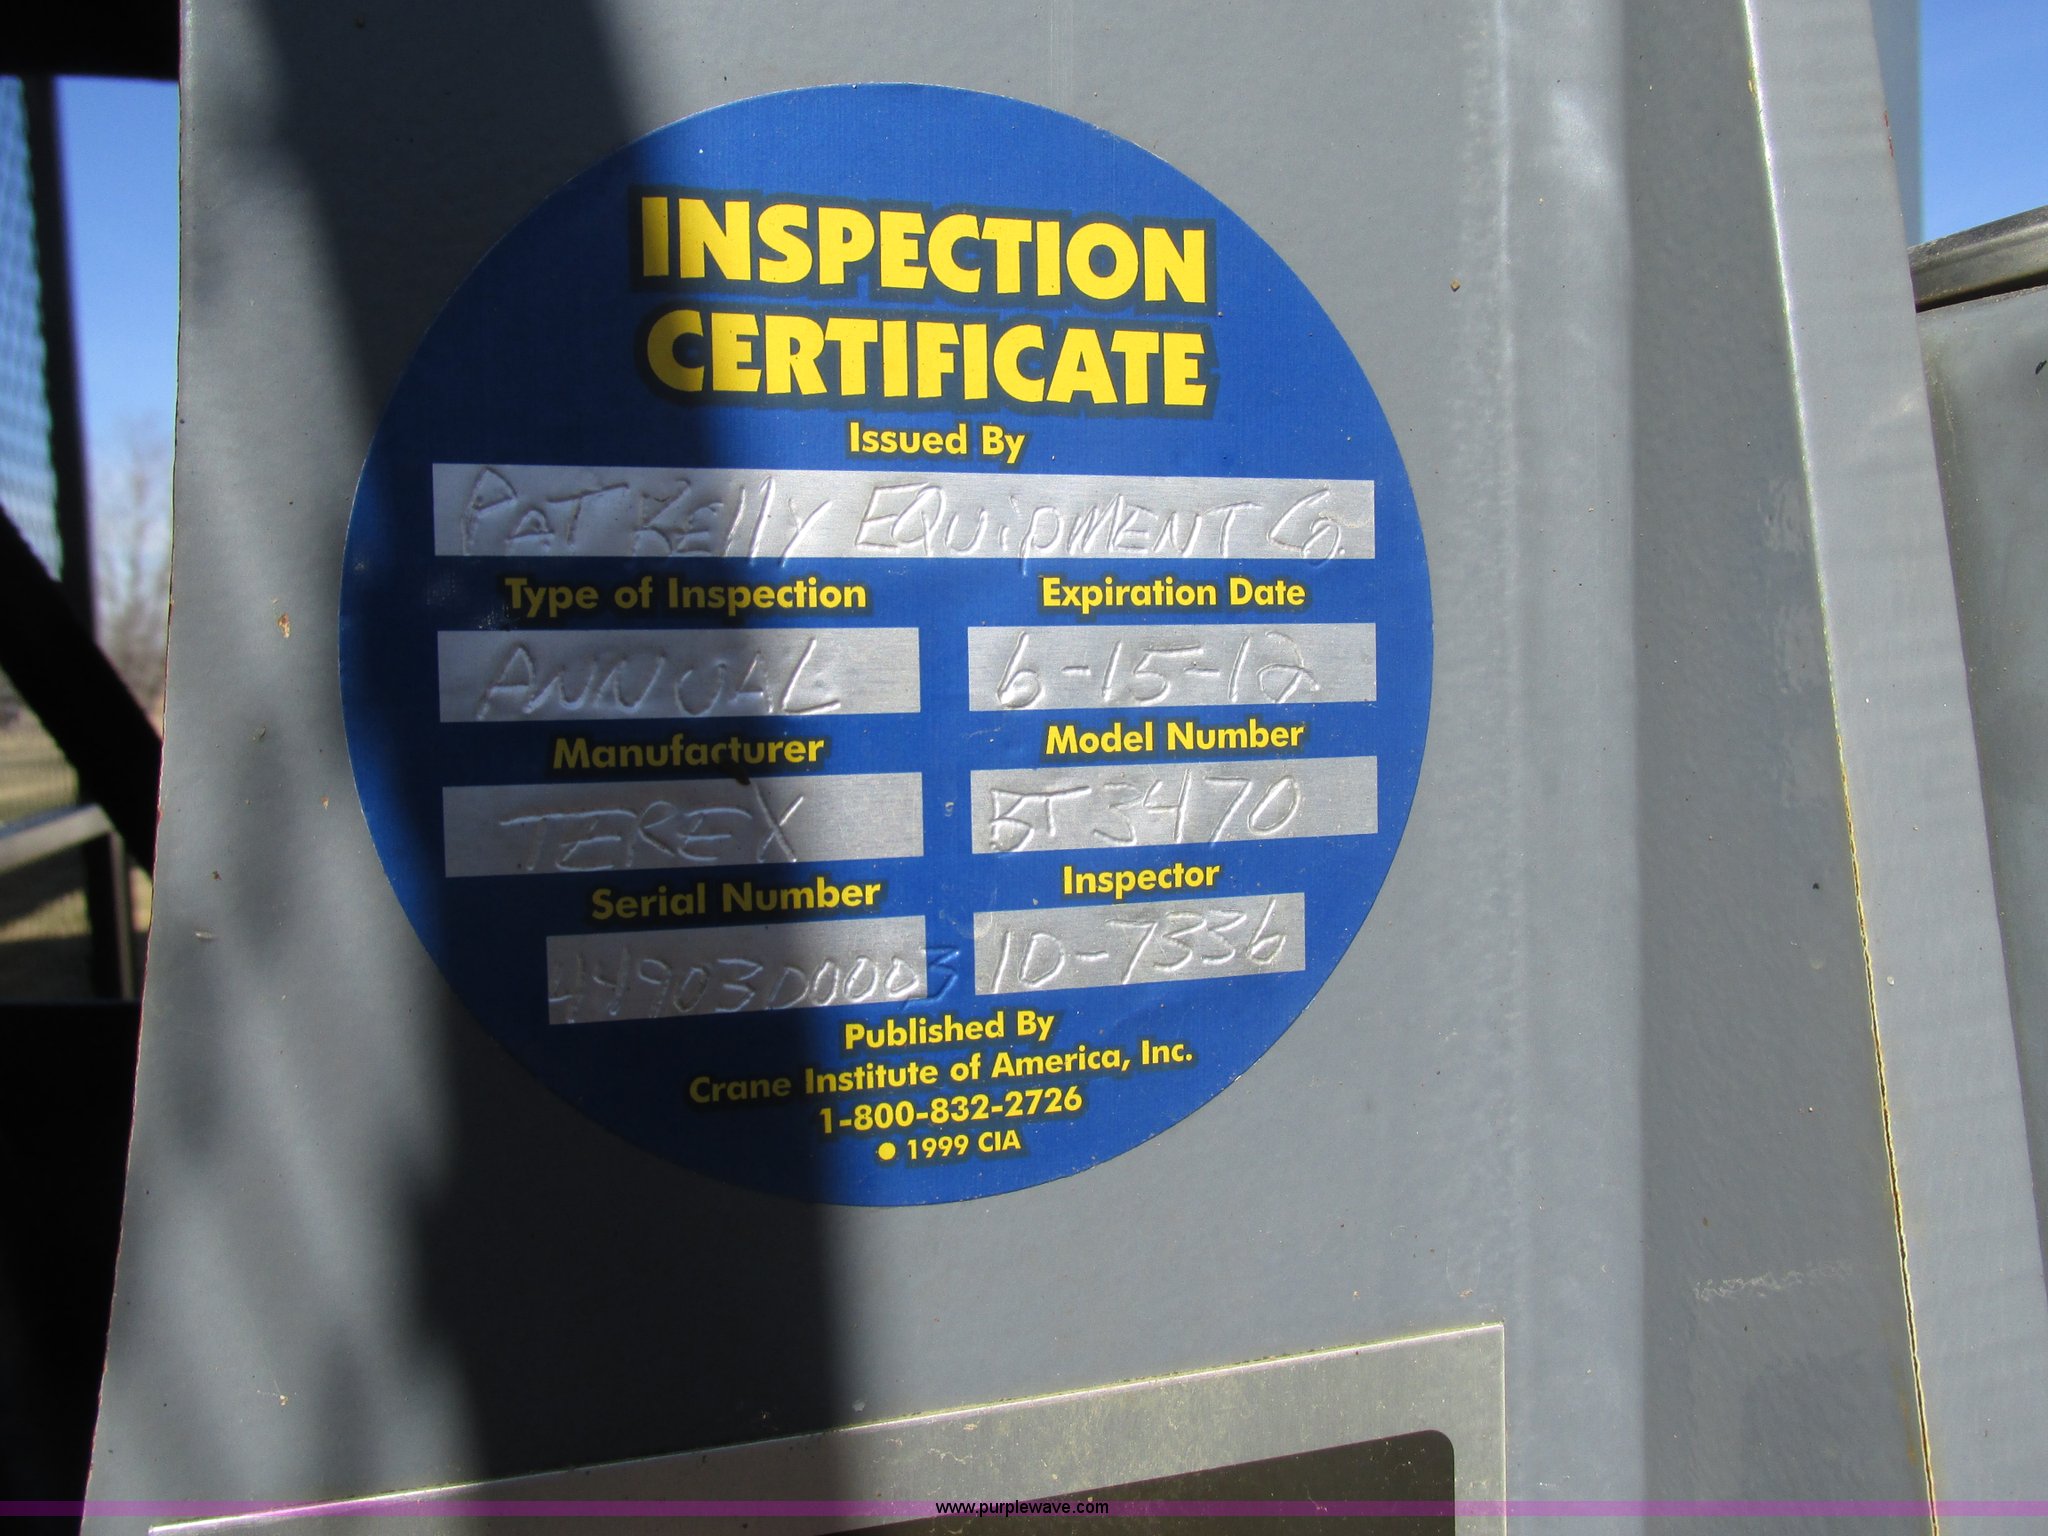 INSPECTION
CERTIFICATE
Issued By
PAT KELLY EQUIPMENT Co.
Type of Inspection Expiration Date
ANNUAL 6-15-12
Manufacturer Model Number
TEREX BT3470
Serial Number Inspector
4490300003 ID-7336
Published By
Crane Institute of America, Inc.
1-800-832-2726
● 1999 CIA
www.purplewave.com